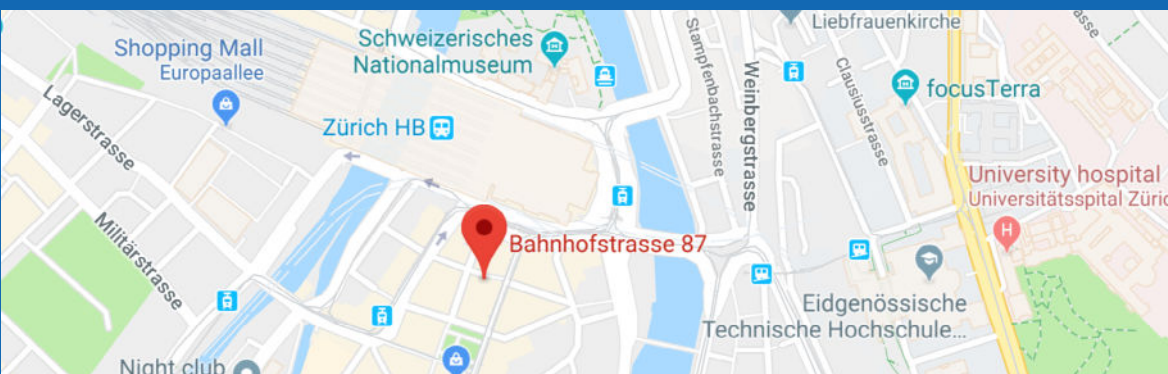 Liebfrauenkirche
Shopping Mall
Europaallee
Schweizerisches
Nationalmuseum
Stampfenbachstrasse
Weinbergstrasse
Clausiusstrasse
focusTerra
Lagerstrasse
Zürich HB
University hospital
Universitätsspital Züric
H
Militärstrasse
Bahnhofstrasse 87
Eidgenössische
Technische Hochschule...
Night club